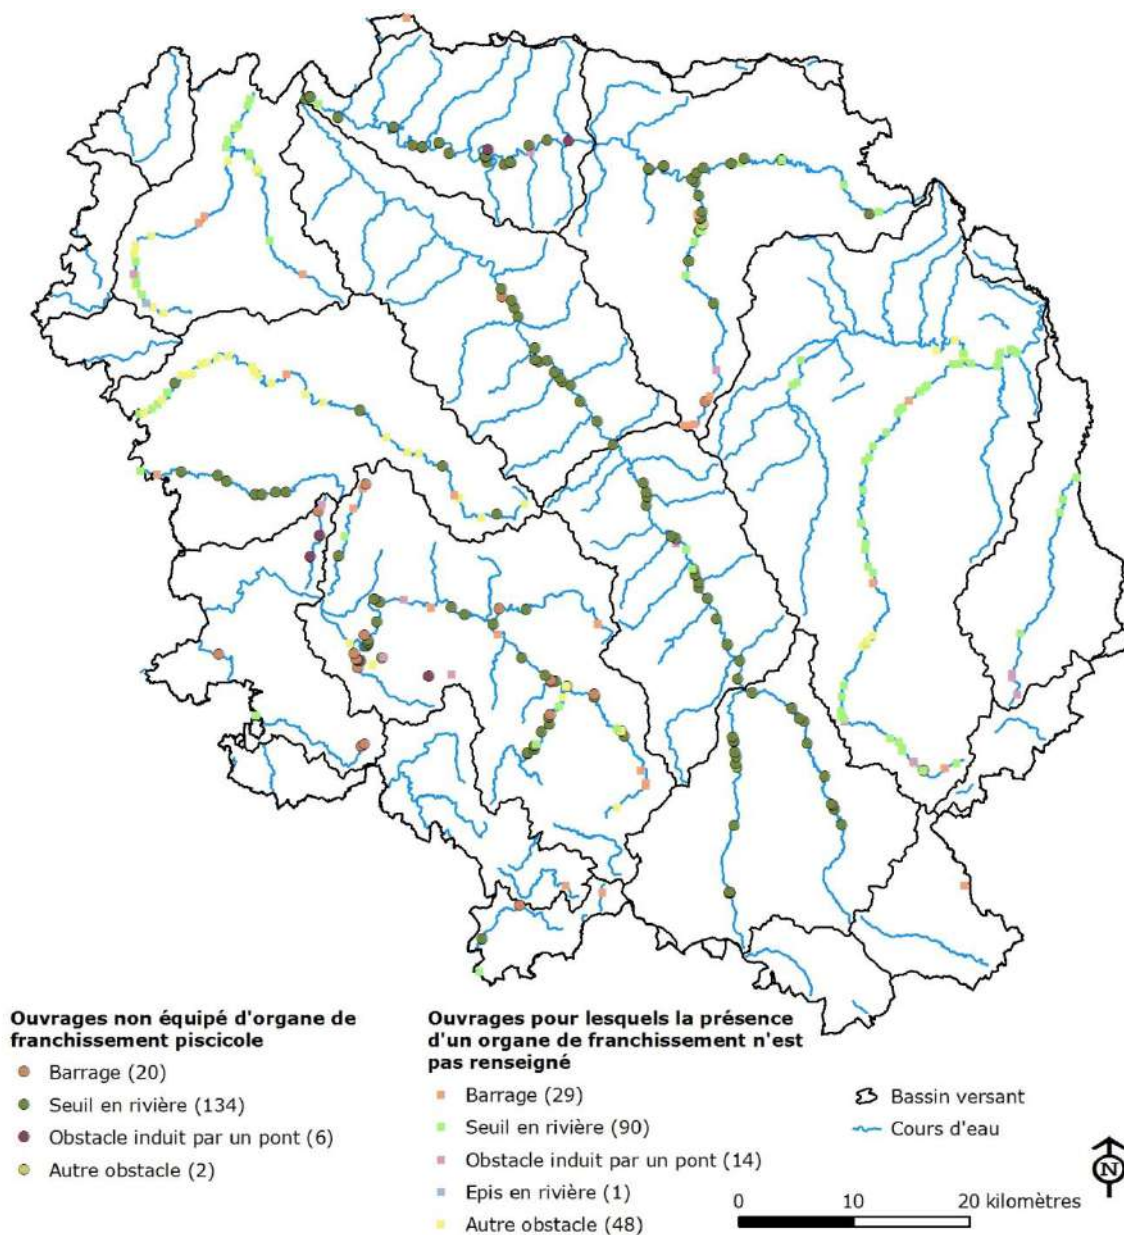 Ouvrages non équipé d'organe de
franchissement piscicole
Barrage (20)
Seuil en rivière (134)
Obstacle induit par un pont (6)
Autre obstacle (2)
Ouvrages pour lesquels la présence
d'un organe de franchissement n'est
pas renseigné
Barrage (29)
Seuil en rivière (90)
Obstacle induit par un pont (14)
Epis en rivière (1)
Autre obstacle (48)
Bassin versant
Cours d'eau
N
0 10 20 kilomètres